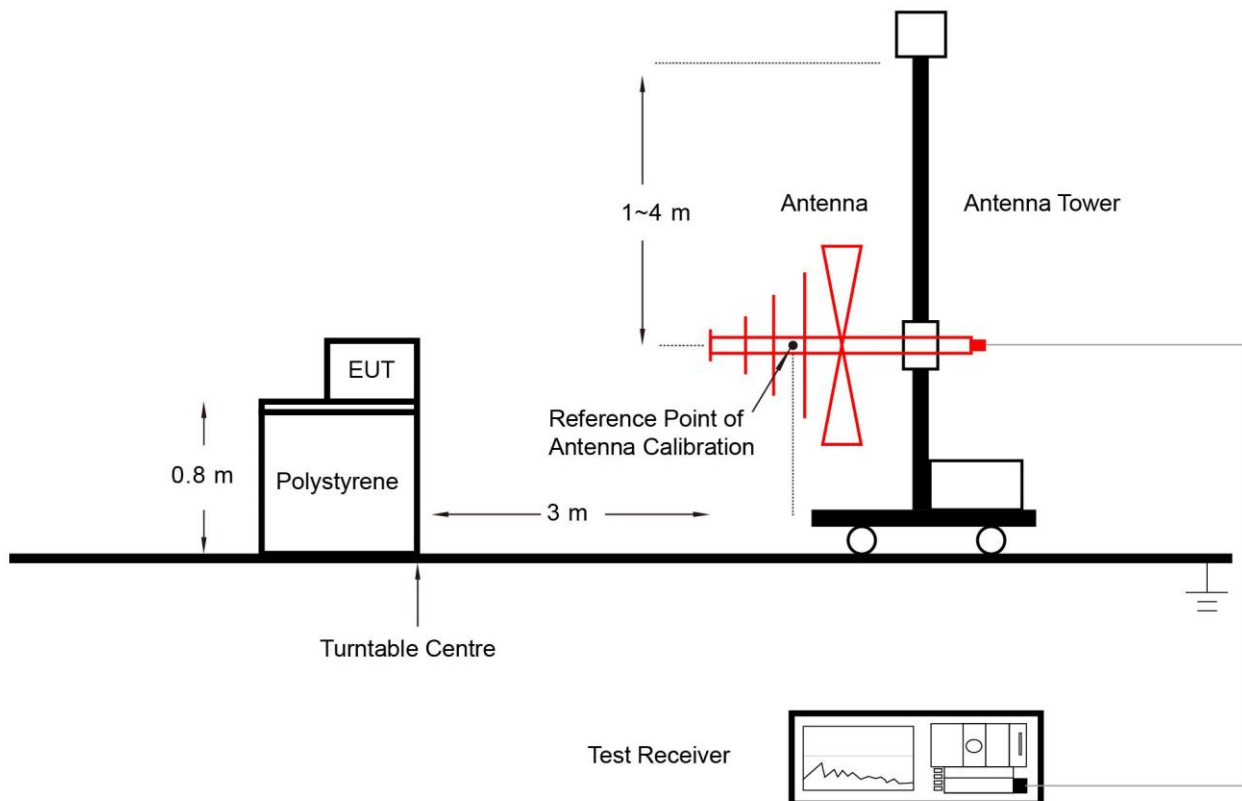 1~4 m
Antenna
Antenna Tower
EUT
Reference Point of
Antenna Calibration
0.8 m
Polystyrene
3 m
Turntable Centre
Test Receiver